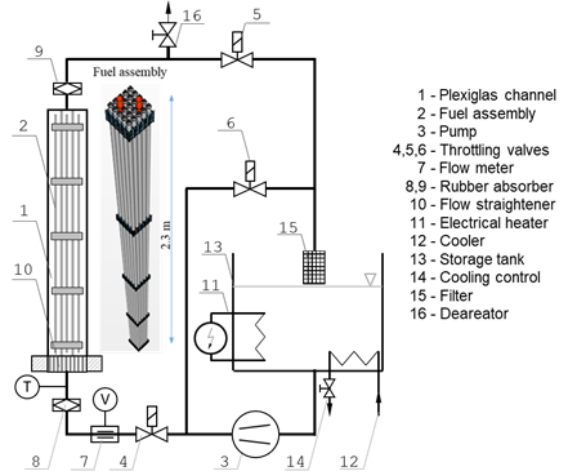 16
5
9
Fuel assembly
6
2
2.3 m
15
13
1
11
10
T
V
8
7
4
3
14
12
1 - Plexiglas channel
2 - Fuel assembly
3 - Pump
4,5,6 - Throttling valves
7 - Flow meter
8,9 - Rubber absorber
10 - Flow straightener
11 - Electrical heater
12 - Cooler
13 - Storage tank
14 - Cooling control
15 - Filter
16 - Deareator